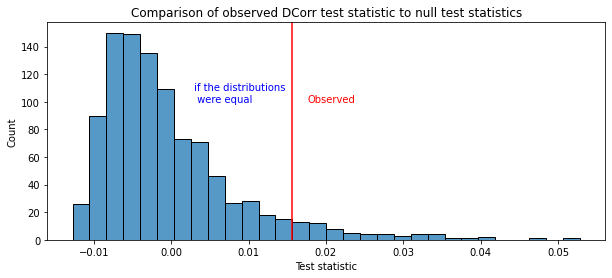 Comparison of observed DCorr test statistic to null test statistics
140
120
100
80
60
40
20
0
Count
if the distributions
were equal
Observed
−0.01
0.00
0.01
0.02
0.03
0.04
0.05
Test statistic